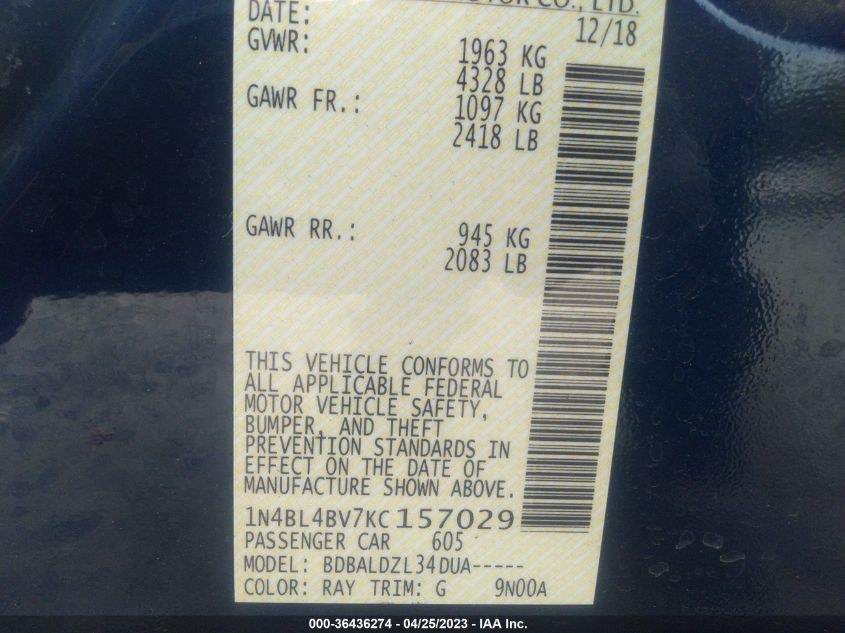 CO., LTD.
DATE: 12/18
GVWR: 1963 KG
4328 LB
GAWR FR.: 1097 KG
2418 LB
GAWR RR.: 945 KG
2083 LB
THIS VEHICLE CONFORMS TO
ALL APPLICABLE FEDERAL
MOTOR VEHICLE SAFETY,
BUMPER, AND THEFT
PREVENTION STANDARDS IN
EFFECT ON THE DATE OF
MANUFACTURE SHOWN ABOVE.
1N4BL4BV7KC157029
PASSENGER CAR 605
MODEL: BDBALDZL34DUA-----
COLOR: RAY TRIM: G 9N00A
000-36436274 - 04/25/2023 - IAA Inc.